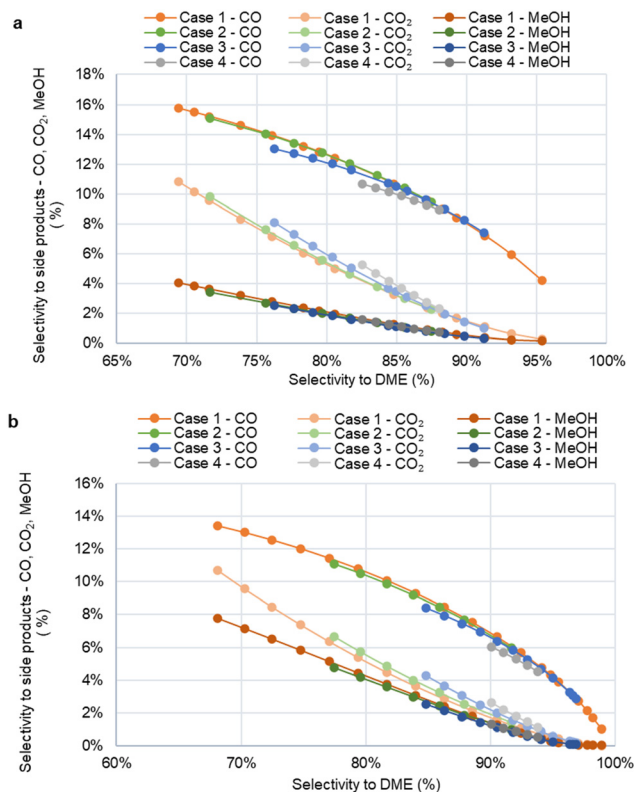 a
Case 1 - CO Case 1 - CO₂ Case 1 - MeOH
Case 2 - CO Case 2 - CO₂ Case 2 - MeOH
Case 3 - CO Case 3 - CO₂ Case 3 - MeOH
Case 4 - CO Case 4 - CO₂ Case 4 - MeOH
Selectivity to side products - CO, CO₂, MeOH
( %)
18%
16%
14%
12%
10%
8%
6%
4%
2%
0%
65% 70% 75% 80% 85% 90% 95% 100%
Selectivity to DME (%)
b
Case 1 - CO Case 1 - CO₂ Case 1 - MeOH
Case 2 - CO Case 2 - CO₂ Case 2 - MeOH
Case 3 - CO Case 3 - CO₂ Case 3 - MeOH
Case 4 - CO Case 4 - CO₂ Case 4 - MeOH
Selectivity to side products - CO, CO₂, MeOH
( %)
16%
14%
12%
10%
8%
6%
4%
2%
0%
60% 70% 80% 90% 100%
Selectivity to DME (%)